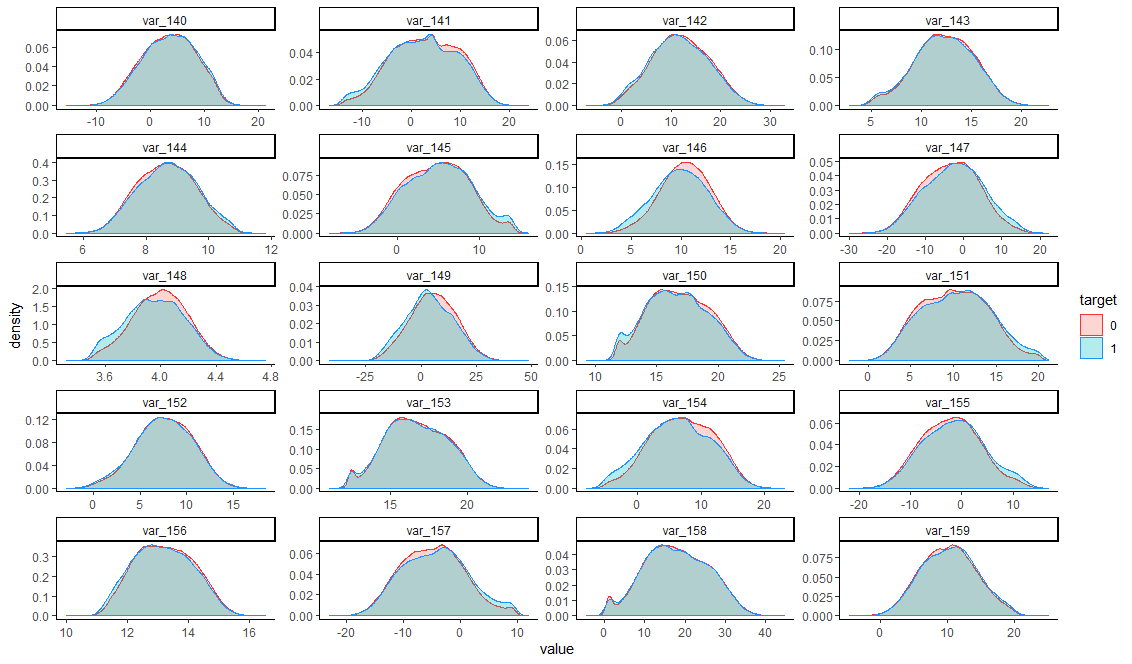 var_140 var_141 var_142 var_143
0.06 0.04 0.02 0.00
-10 0 10 20
0.04 0.02 0.00
-10 0 10 20
0.06 0.04 0.02 0.00
0 10 20 30
0.10 0.05 0.00
5 10 15 20
var_144 var_145 var_146 var_147
0.4 0.3 0.2 0.1 0.0
6 8 10 12
0.075 0.050 0.025 0.000
0 10
0.15 0.10 0.05 0.00
0 5 10 15 20
0.05 0.04 0.03 0.02 0.01 0.00
-30 -20 -10 0 10 20
var_148 var_149 var_150 var_151
2.0 1.5 1.0 0.5 0.0
3.6 4.0 4.4 4.8
0.04 0.03 0.02 0.01 0.00
-25 0 25 50
0.15 0.10 0.05 0.00
10 15 20 25
0.075 0.050 0.025 0.000
0 5 10 15 20
var_152 var_153 var_154 var_155
0.12 0.08 0.04 0.00
0 5 10 15
0.15 0.10 0.05 0.00
15 20
0.06 0.04 0.02 0.00
0 10 20
0.06 0.04 0.02 0.00
-20 -10 0 10
var_156 var_157 var_158 var_159
0.3 0.2 0.1 0.0
10 12 14 16
0.06 0.04 0.02 0.00
-20 -10 0 10
0.04 0.03 0.02 0.01 0.00
0 10 20 30 40
0.075 0.050 0.025 0.000
0 10 20
density
value
target
0
1